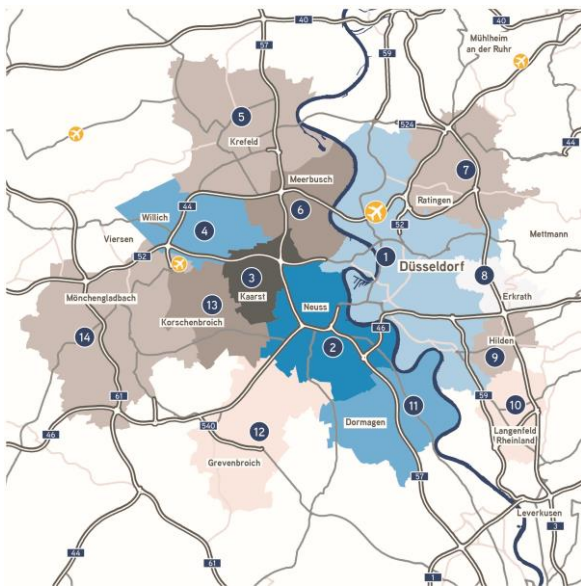 40
57
40
59
Mühlheim
an der Ruhr
5
Krefeld
524
44
7
Meerbusch
Ratingen
44
6
Willich
4
52
Mettmann
Viersen
1
52
3
Düsseldorf
8
Mönchengladbach
Kaarst
Neuss
Erkrath
13
Korschenbroich
46
14
2
Hilden
9
61
59
10
11
540
12
Dormagen
Langenfeld
Rheinland
46
Grevenbroich
57
Leverkusen
3
44
61
1